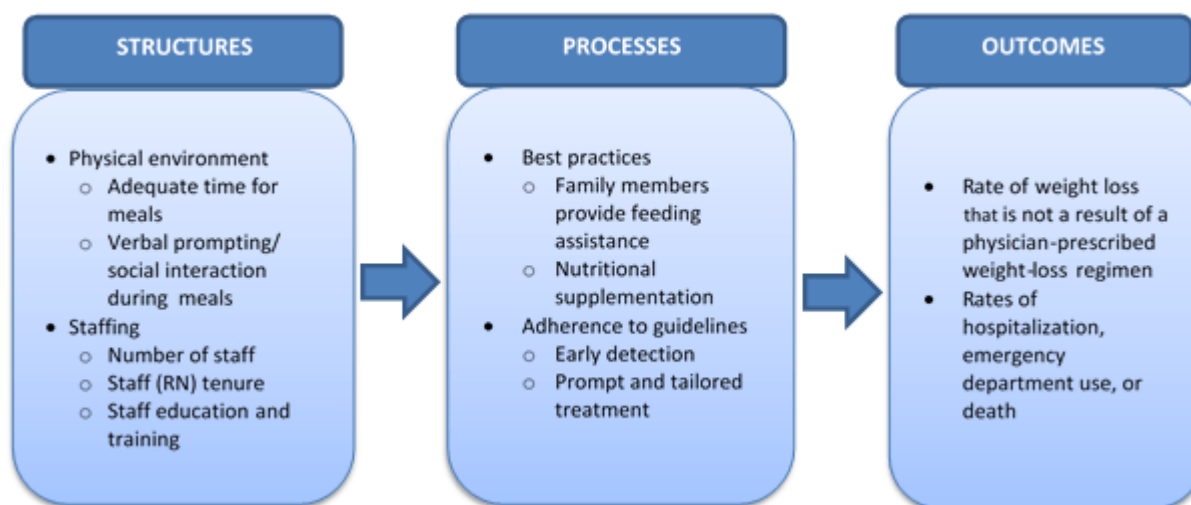 STRUCTURES
• Physical environment
o Adequate time for
meals
o Verbal prompting/
social interaction
during meals
• Staffing
o Number of staff
o Staff (RN) tenure
o Staff education and
training
PROCESSES
• Best practices
o Family members
provide feeding
assistance
o Nutritional
supplementation
• Adherence to guidelines
o Early detection
o Prompt and tailored
treatment
OUTCOMES
• Rate of weight loss
that is not a result of a
physician-prescribed
weight-loss regimen
• Rates of
hospitalization,
emergency
department use, or
death